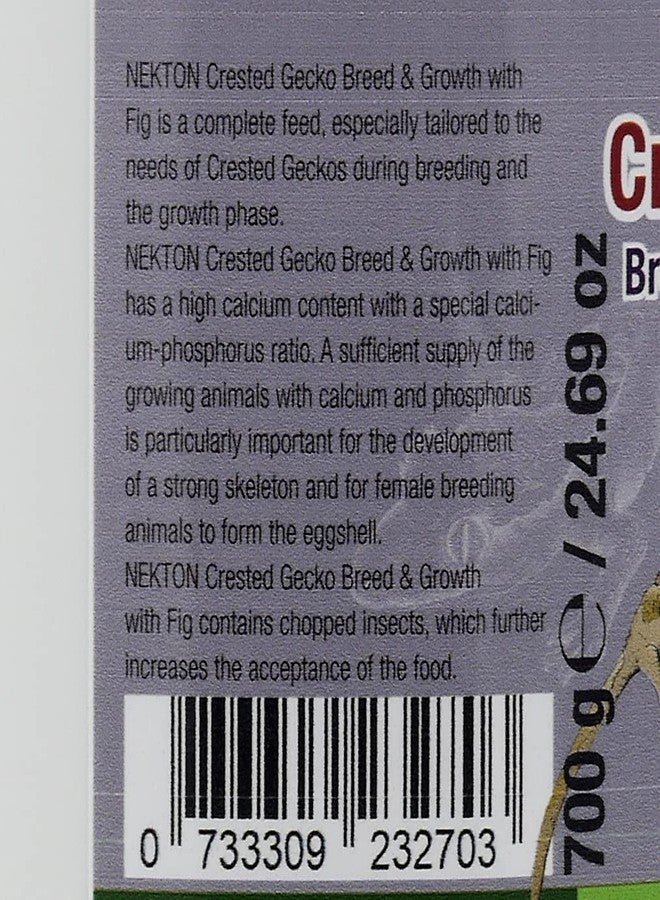 NEKTON Crested Gecko Breed & Growth with
Fig is a complete feed, especially tailored to the
needs of Crested Geckos during breeding and
the growth phase.
NEKTON Crested Gecko Breed & Growth with Fig
has a high calcium content with a special calci-
um-phosphorus ratio. A sufficient supply of the
growing animals with calcium and phosphorus
is particularly important for the development
of a strong skeleton and for female breeding
animals to form the eggshell.
NEKTON Crested Gecko Breed & Growth
with Fig contains chopped insects, which further
increases the acceptance of the food.
0 733309 232703
700 g e / 24.69 oz